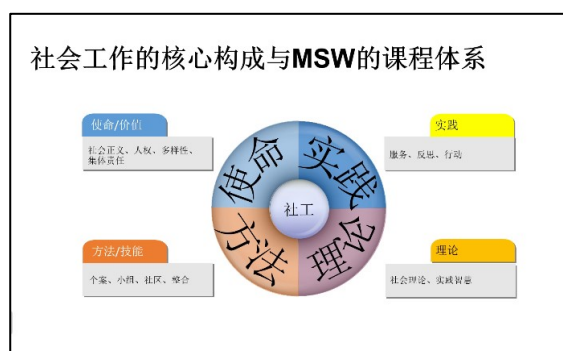 社会工作的核心构成与MSW的课程体系
使命/价值
社会正义、人权、多样性、
集体责任
实践
服务、反思、行动
使命
实践
社工
方法
理论
方法/技能
个案、小组、社区、整合
理论
社会理论、实践智慧